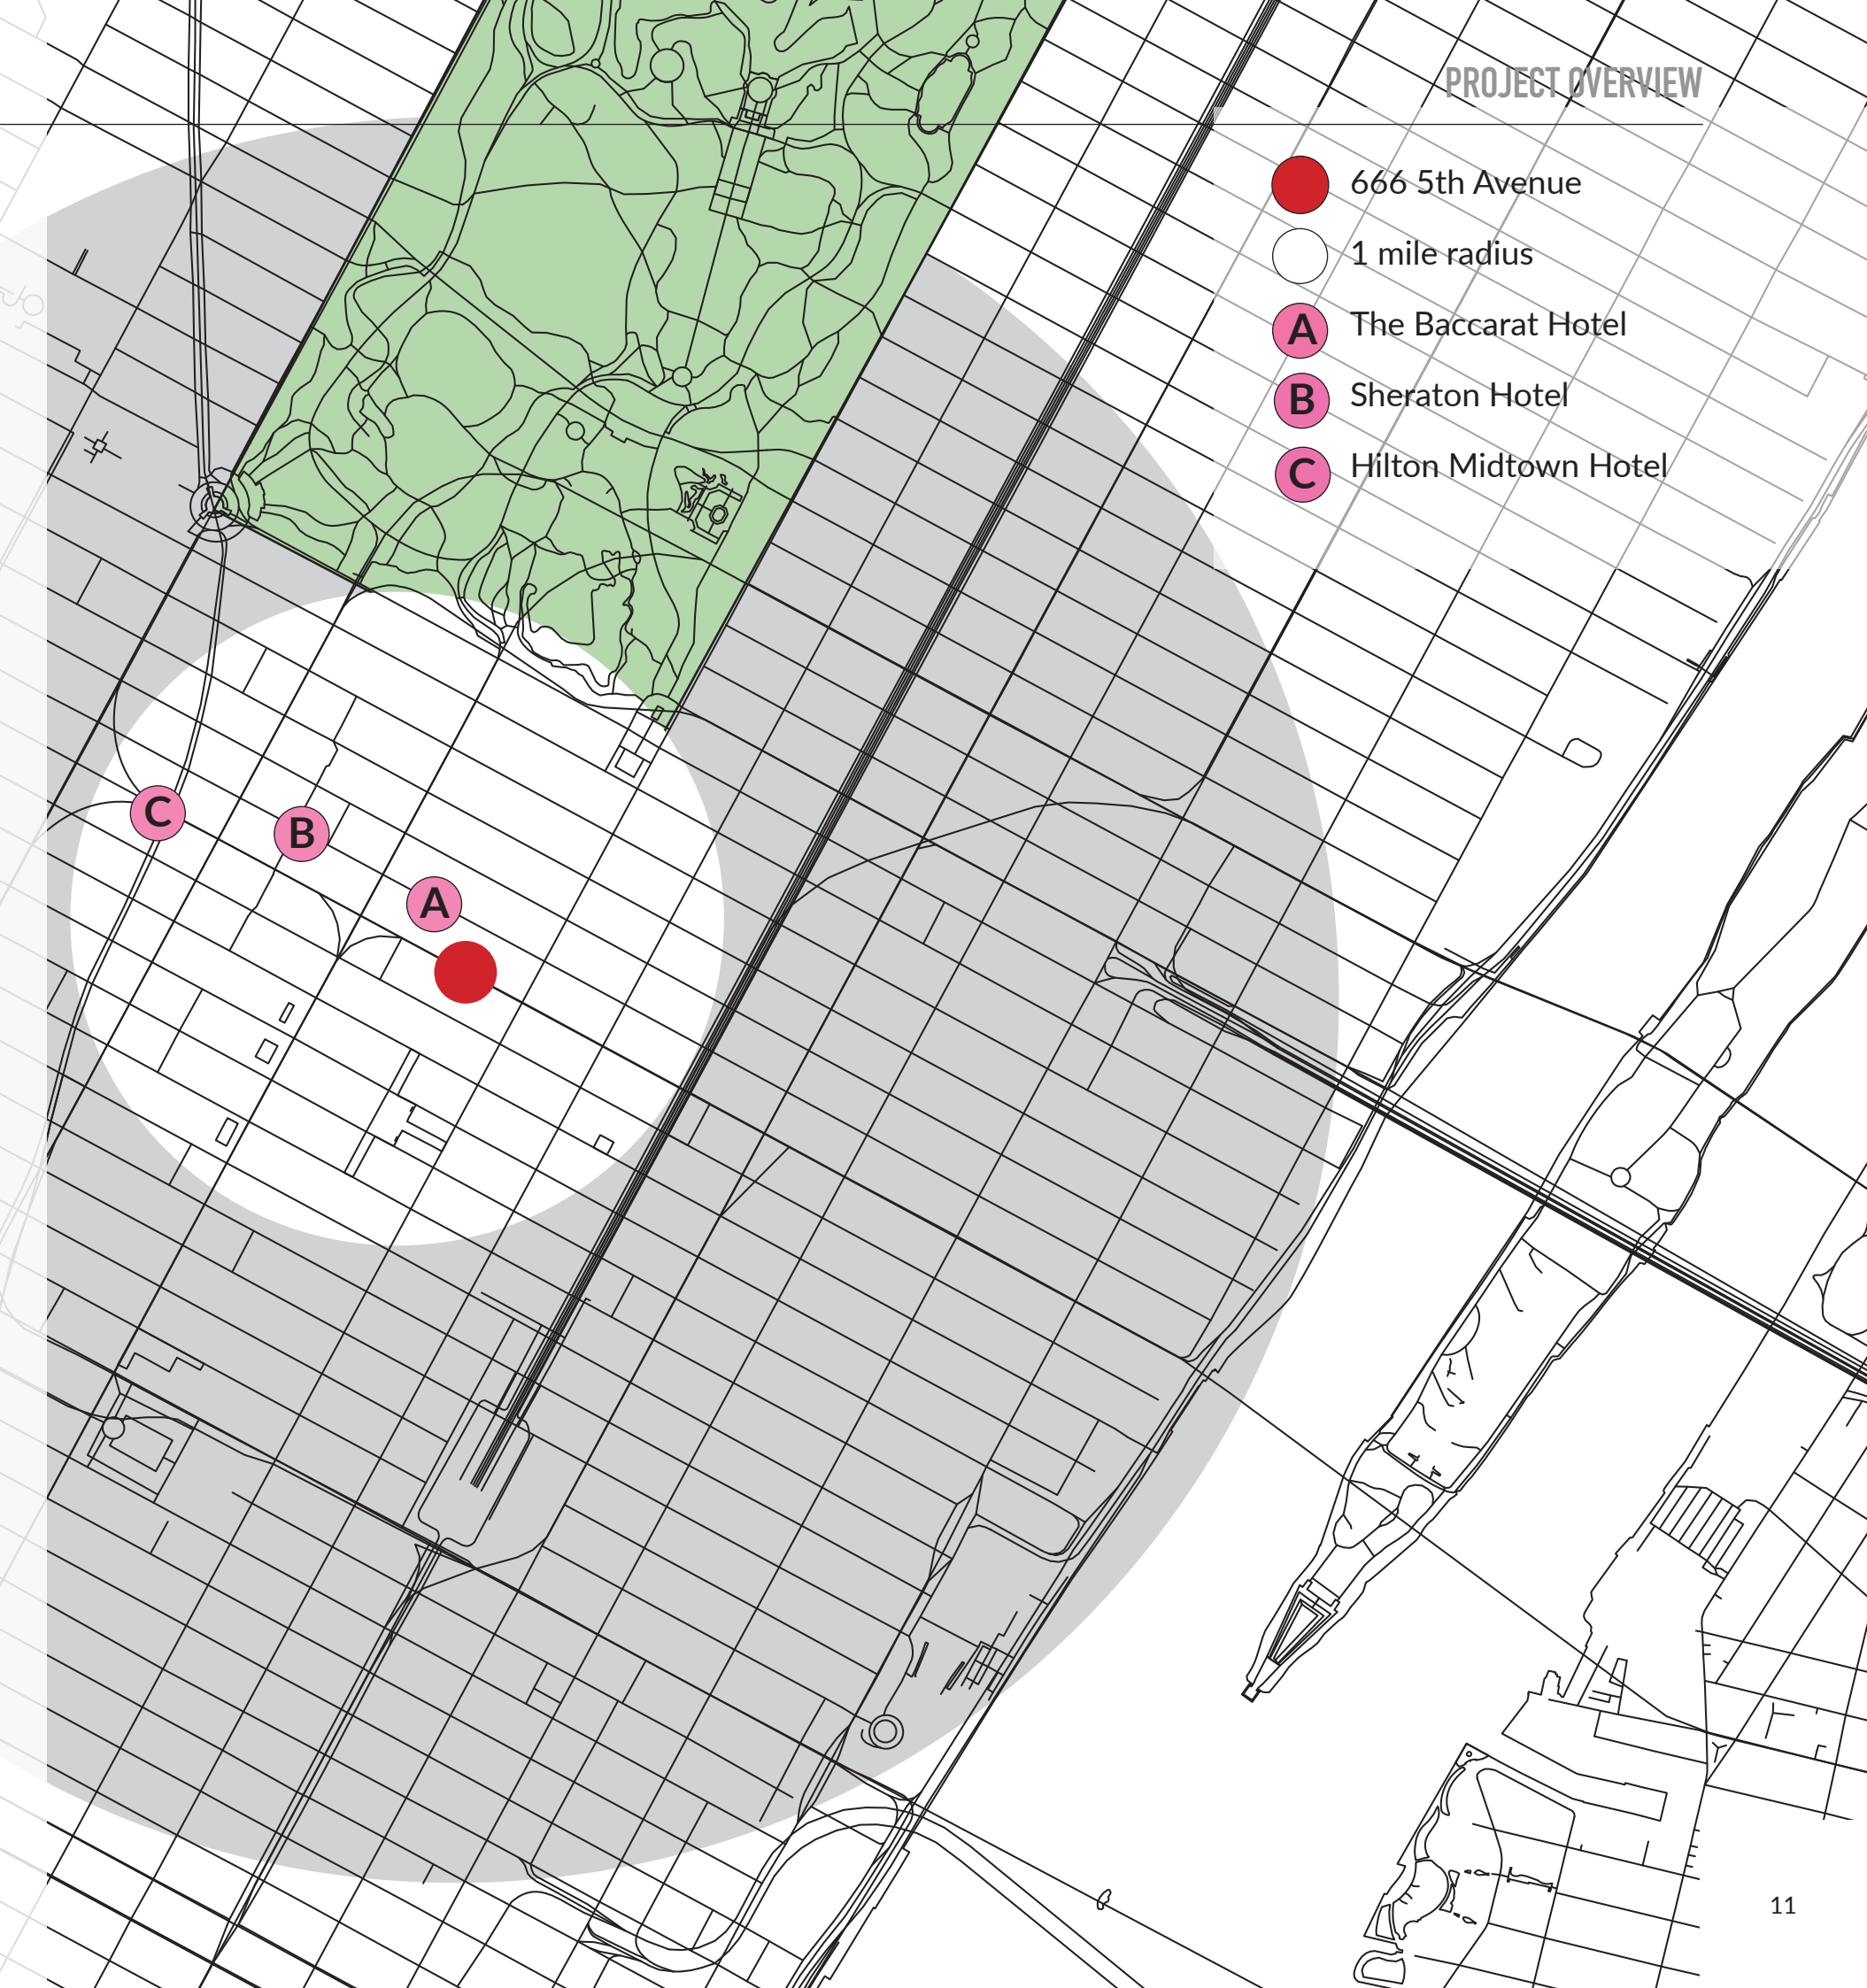 PROJECT OVERVIEW
666 5th Avenue
1 mile radius
A The Baccarat Hotel
B Sheraton Hotel
C Hilton Midtown Hotel
C
B
A
11